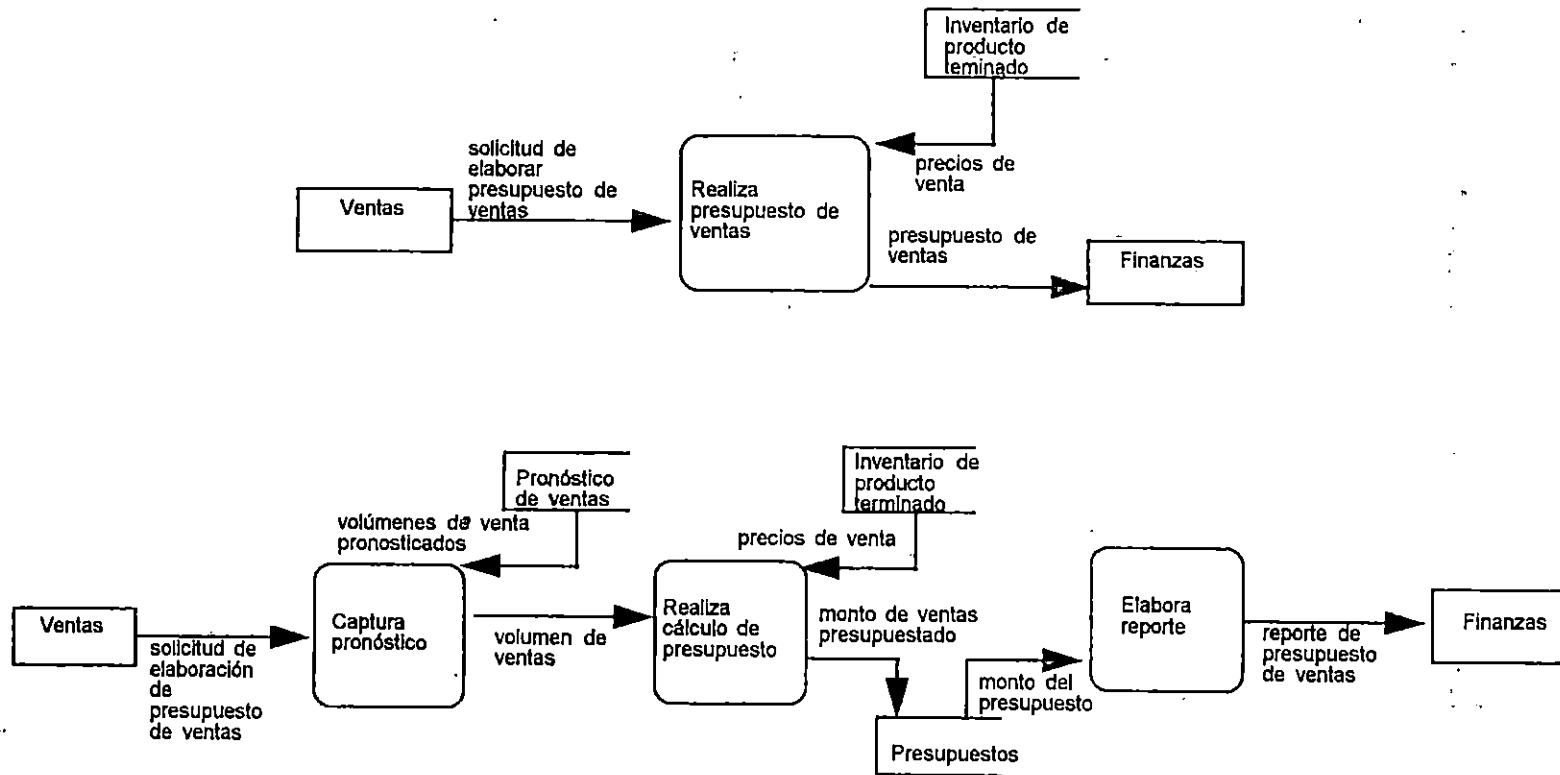 Inventario de
producto
teminado
solicitud de
elaborar
presupuesto de
ventas
Ventas
Realiza
presupuesto de
ventas
precios de
venta
presupuesto de
ventas
Finanzas
Pronóstico
de ventas
Inventario de
producto
terminado
volúmenes de venta
pronosticados
precios de venta
Ventas
solicitud de
elaboración
de
presupuesto
de ventas
Captura
pronóstico
volumen de
ventas
Realiza
cálculo de
presupuesto
monto de ventas
presupuestado
Presupuestos
monto del
presupuesto
Elabora
reporte
reporte de
presupuesto
de ventas
Finanzas